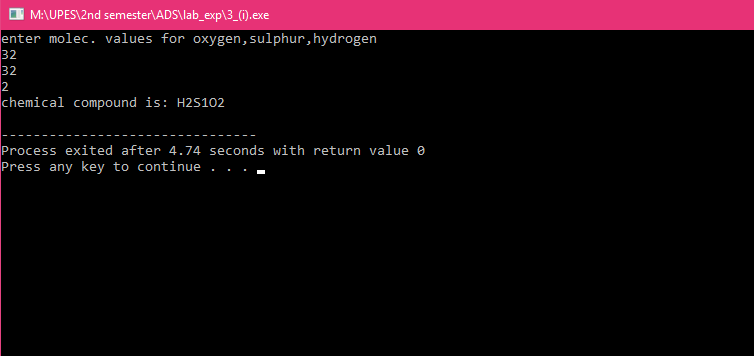 M:\UPES\2nd semester\ADS\lab_exp\3_(i).exe
enter molec. values for oxygen,sulphur,hydrogen
32
32
2
chemical compound is: H2S1O2
--------------------------------
Process exited after 4.74 seconds with return value 0
Press any key to continue . . .